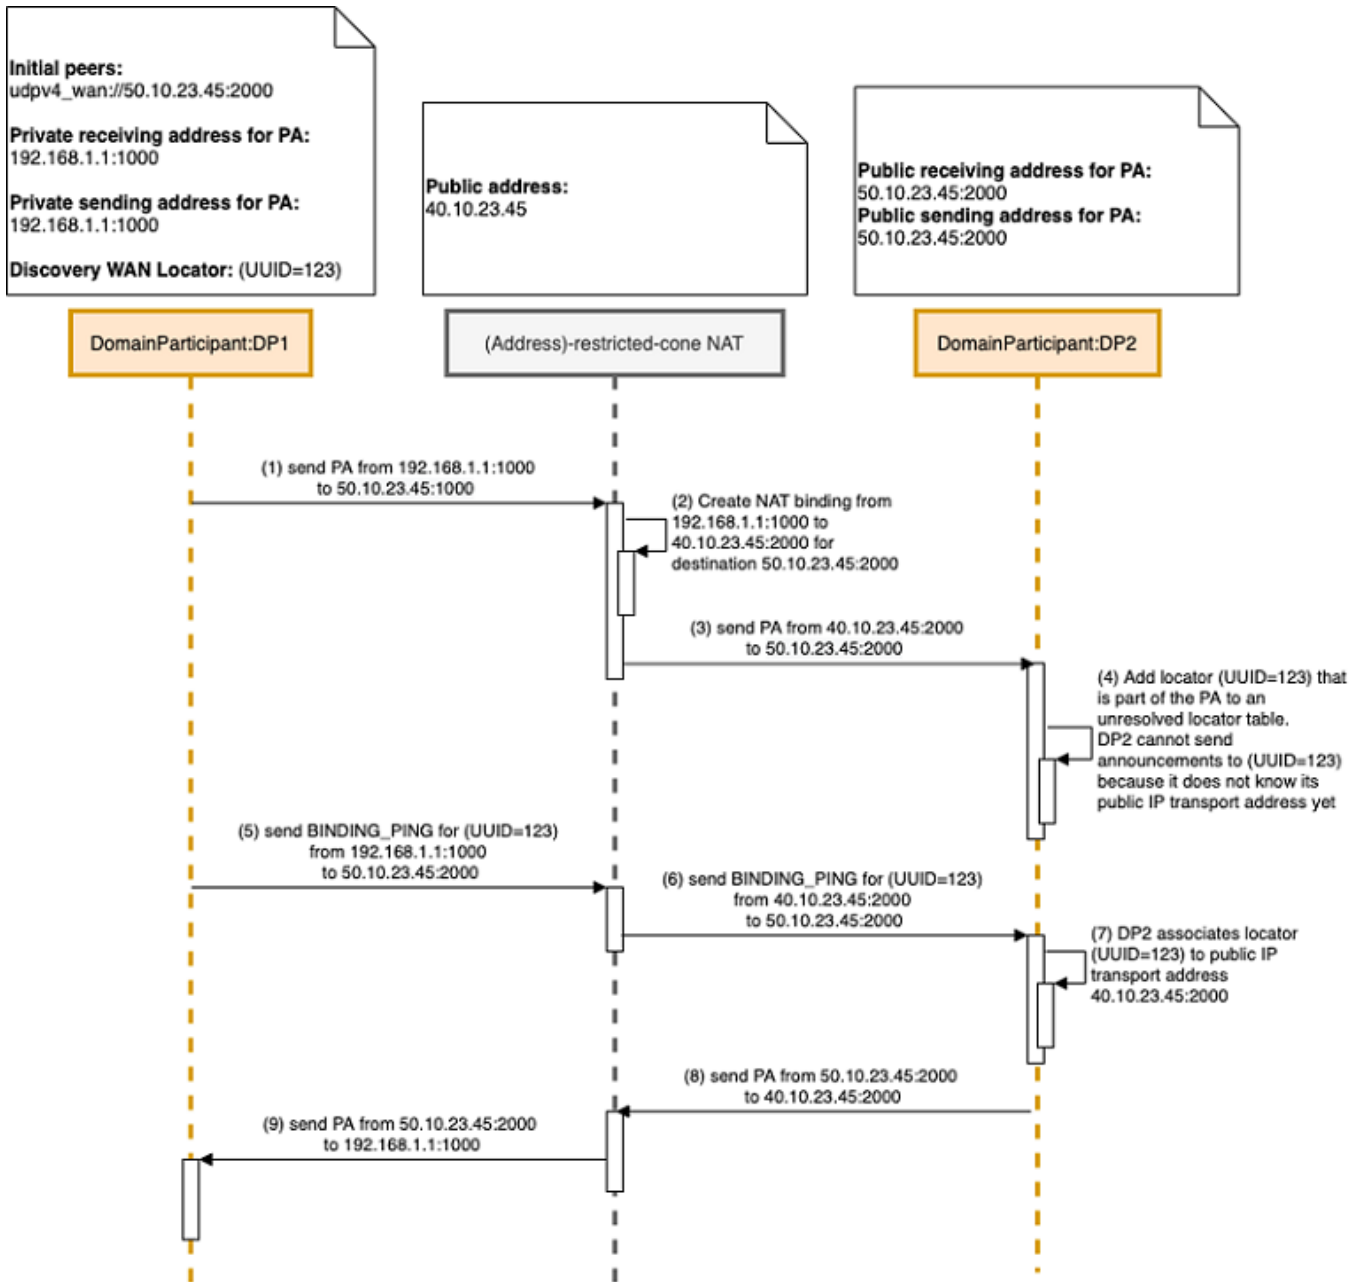 Initial peers:
udpv4_wan://50.10.23.45:2000
Private receiving address for PA:
192.168.1.1:1000
Private sending address for PA:
192.168.1.1:1000
Discovery WAN Locator: (UUID=123)
Public address:
40.10.23.45
Public receiving address for PA:
50.10.23.45:2000
Public sending address for PA:
50.10.23.45:2000
DomainParticipant:DP1
(Address)-restricted-cone NAT
DomainParticipant:DP2
(1) send PA from 192.168.1.1:1000
to 50.10.23.45:1000
(2) Create NAT binding from
192.168.1.1:1000 to
40.10.23.45:2000 for
destination 50.10.23.45:2000
(3) send PA from 40.10.23.45:2000
to 50.10.23.45:2000
(4) Add locator (UUID=123) that
is part of the PA to an
unresolved locator table.
DP2 cannot send
announcements to (UUID=123)
because it does not know its
public IP transport address yet
(5) send BINDING_PING for (UUID=123)
from 192.168.1.1:1000
to 50.10.23.45:2000
(6) send BINDING_PING for (UUID=123)
from 40.10.23.45:2000
to 50.10.23.45:2000
(7) DP2 associates locator
(UUID=123) to public IP
transport address
40.10.23.45:2000
(8) send PA from 50.10.23.45:2000
to 40.10.23.45:2000
(9) send PA from 50.10.23.45:2000
to 192.168.1.1:1000